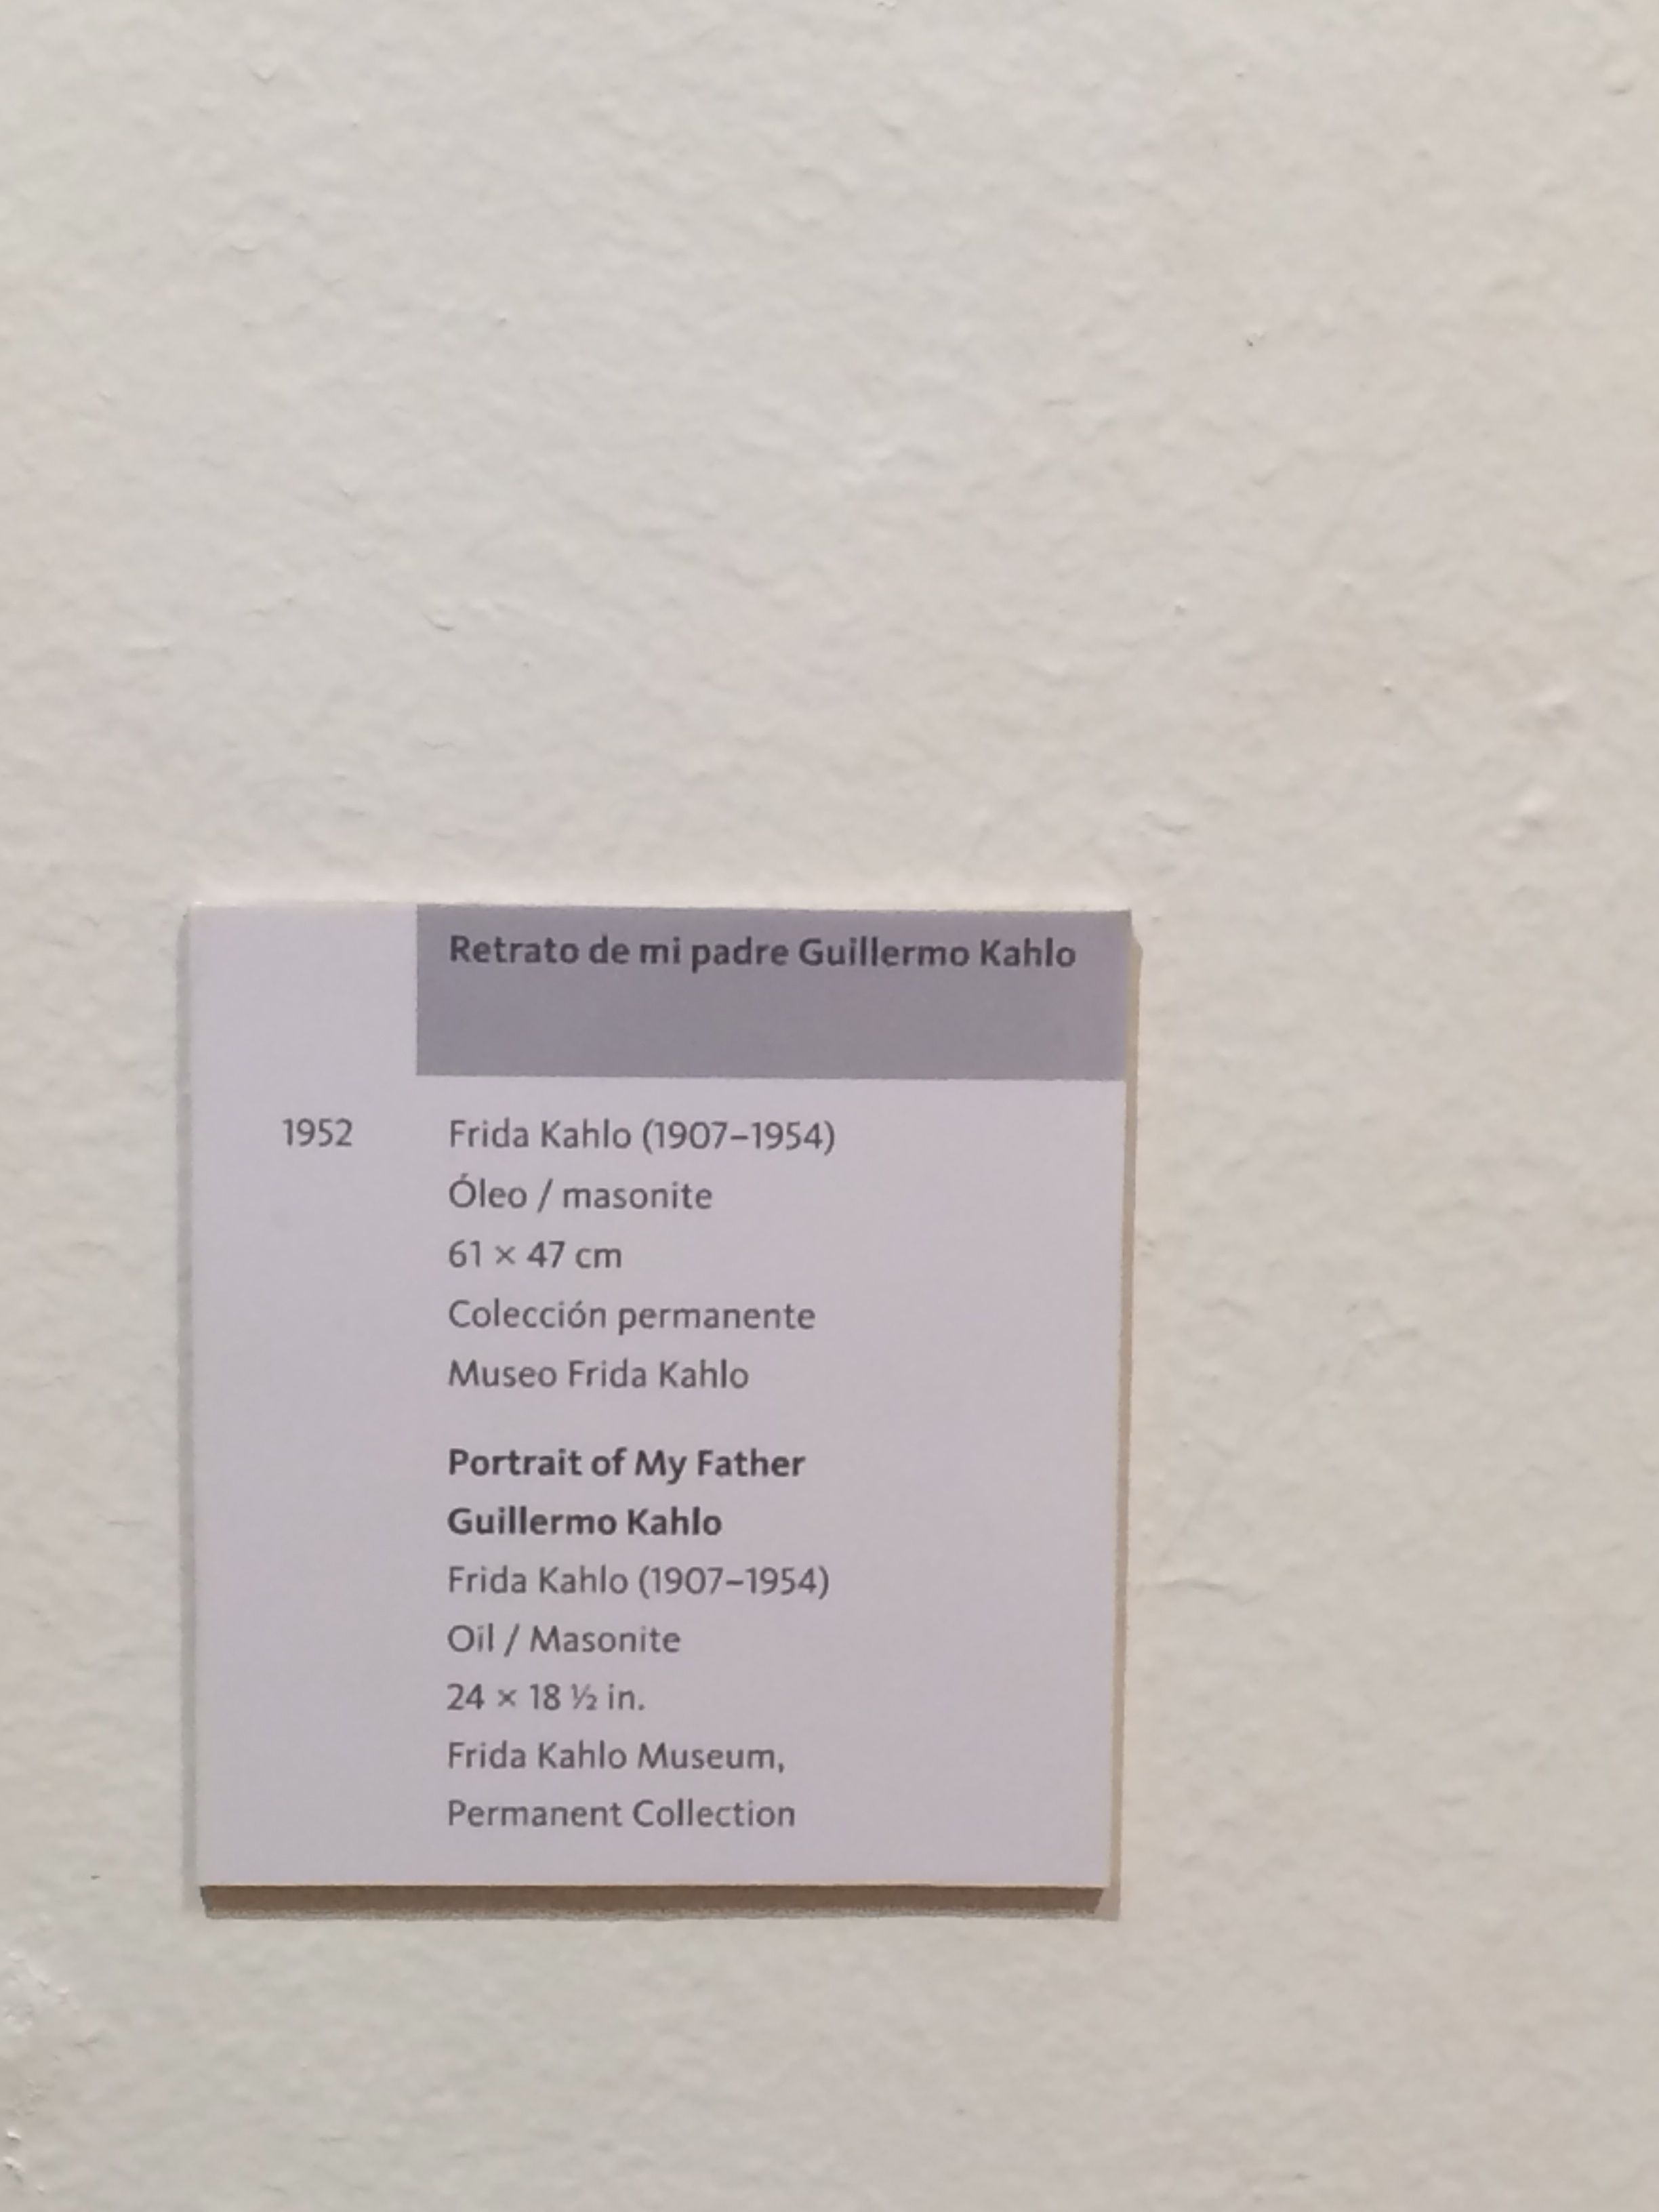 Retrato de mi padre Guillermo Kahlo
1952 Frida Kahlo (1907–1954)
Óleo / masonite
61 × 47 cm
Colección permanente
Museo Frida Kahlo
Portrait of My Father
Guillermo Kahlo
Frida Kahlo (1907–1954)
Oil / Masonite
24 × 18 ½ in.
Frida Kahlo Museum,
Permanent Collection